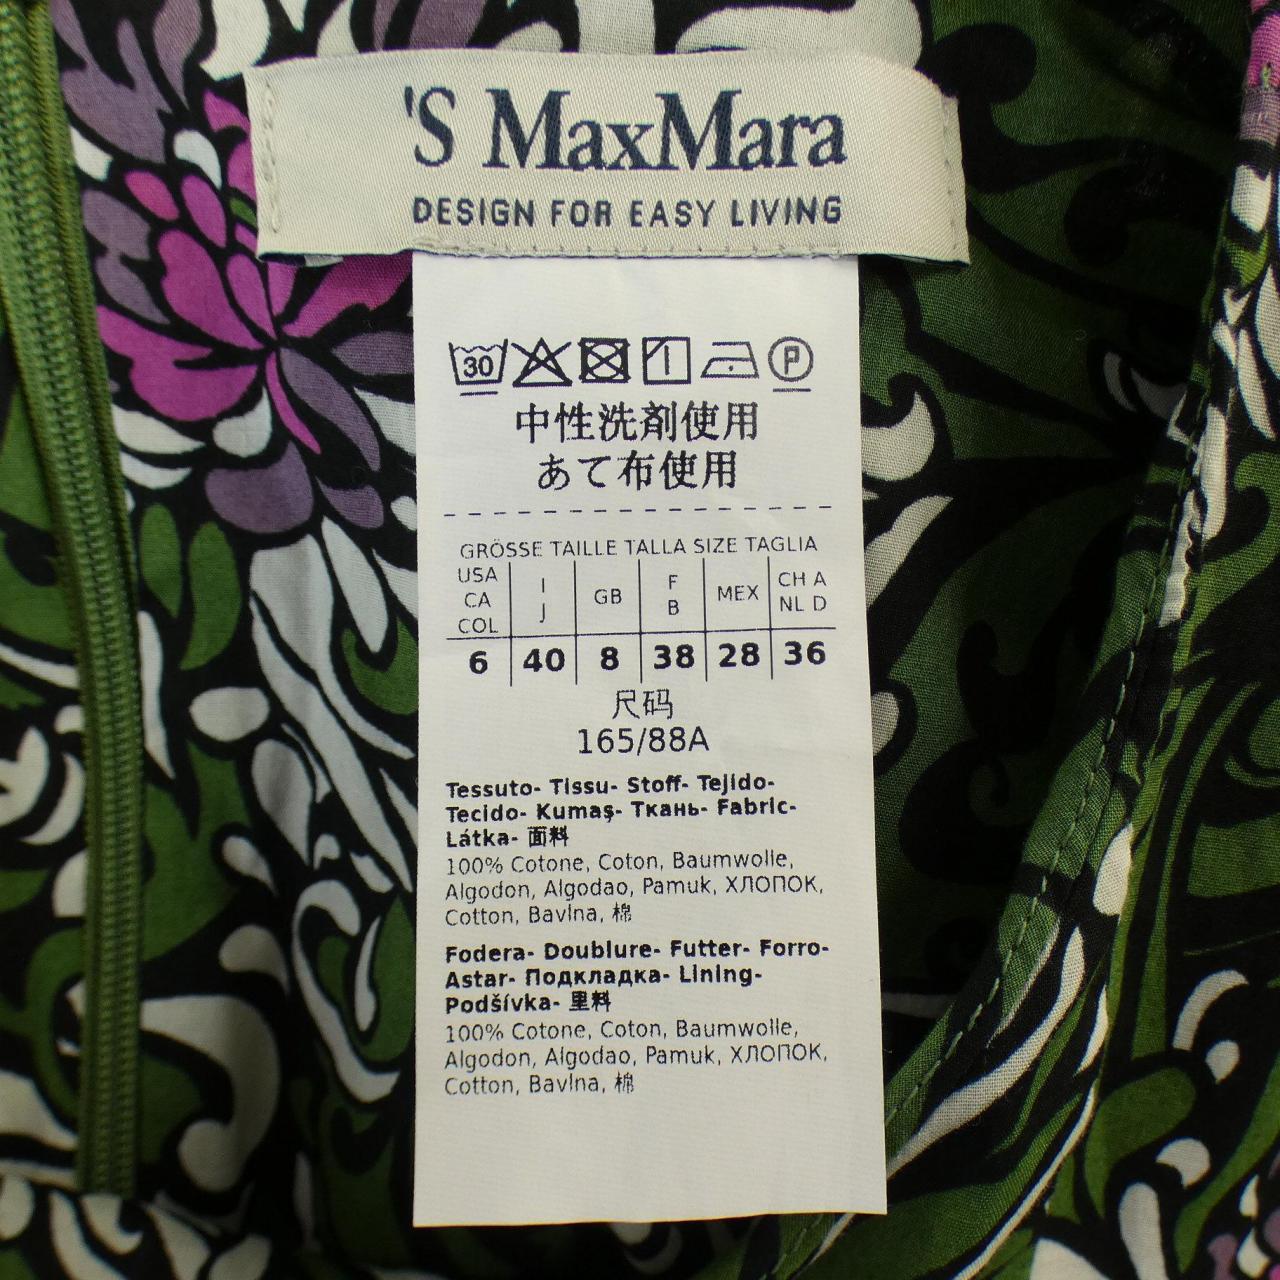 'S MaxMara
DESIGN FOR EASY LIVING
30 P
中性洗剤使用
あて布使用
GRÖSSE TAILLE TALLA SIZE TAGLIA
USA CA COL I J GB F B MEX CH A NL D
6 40 8 38 28 36
尺码
165/88A
Tessuto- Tissu- Stoff- Tejido-
Tecido- Kumaş- Ткань- Fabric-
Látka- 面料
100% Cotone, Coton, Baumwolle,
Algodon, Algodao, Pamuk, ХЛОПОК,
Cotton, Bavlna, 棉
Fodera- Doublure- Futter- Forro-
Astar- Подкладка- Lining-
Podšívka- 里料
100% Cotone, Coton, Baumwolle,
Algodon, Algodao, Pamuk, ХЛОПОК,
Cotton, Bavlna, 棉